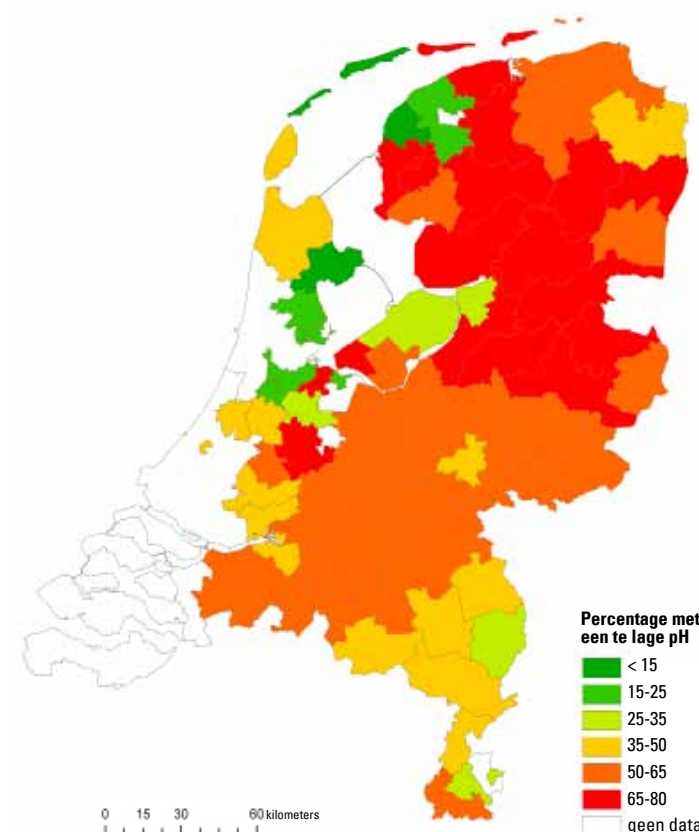 Percentage met
een te lage pH
< 15
15-25
25-35
35-50
50-65
65-80
geen data
0 15 30 60 kilometers